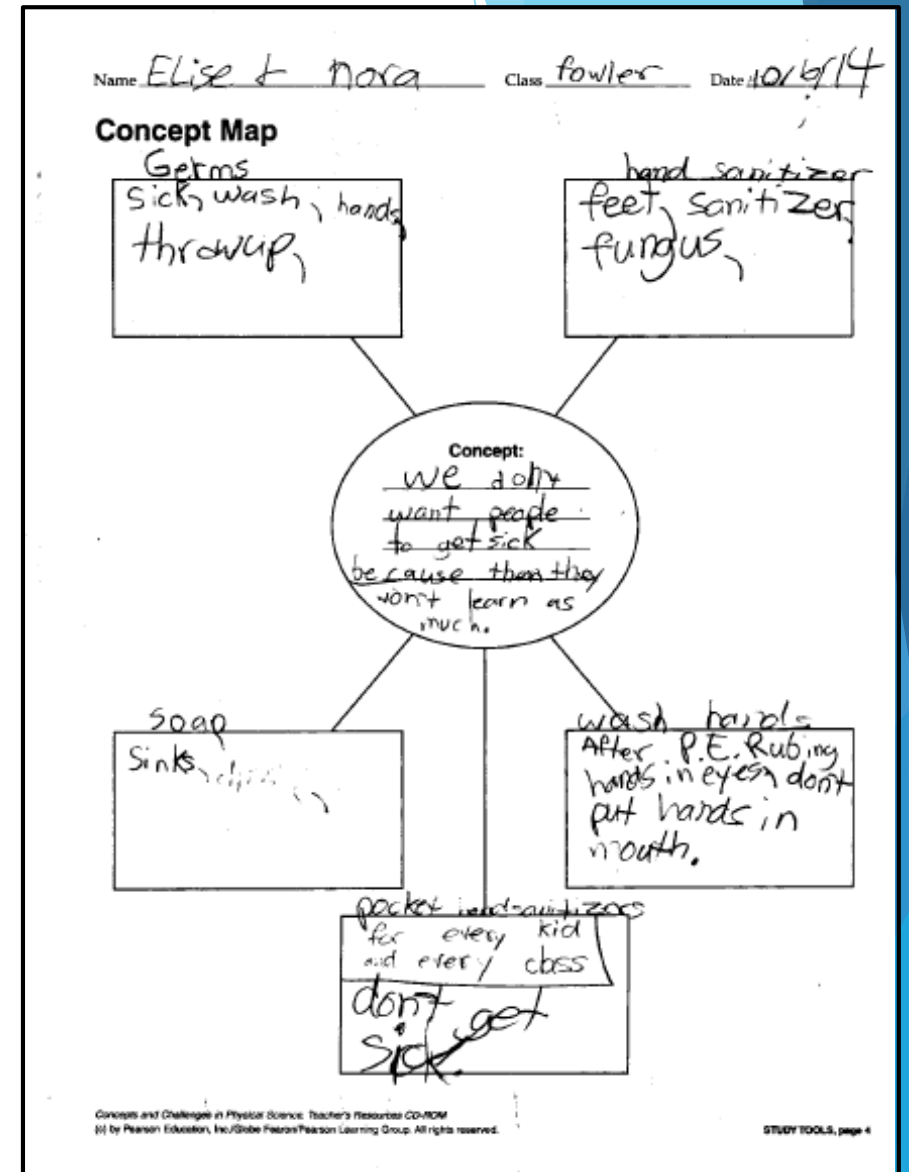 Name Elise & nora Class fowler Date 10/6/14
Concept Map
Germs
Sick, wash, hands,
throwup,
hand sanitizer
feet, sanitizer,
fungus,
Concept:
we don't
want people
to get sick
because then they
won't learn as
much.
soap
Sinks,
wash hands
After P.E. Rubing
hands in eyes, dont
put hands in
mouth.
pocket hand-sanitizers
for every kid
and every class
don't get
sick.
Concepts and Challenges in Physical Science: Teacher's Resources CD-ROM
(c) by Pearson Education, Inc./Globe Fearon/Pearson Learning Group. All rights reserved.
STUDY TOOLS, page 4